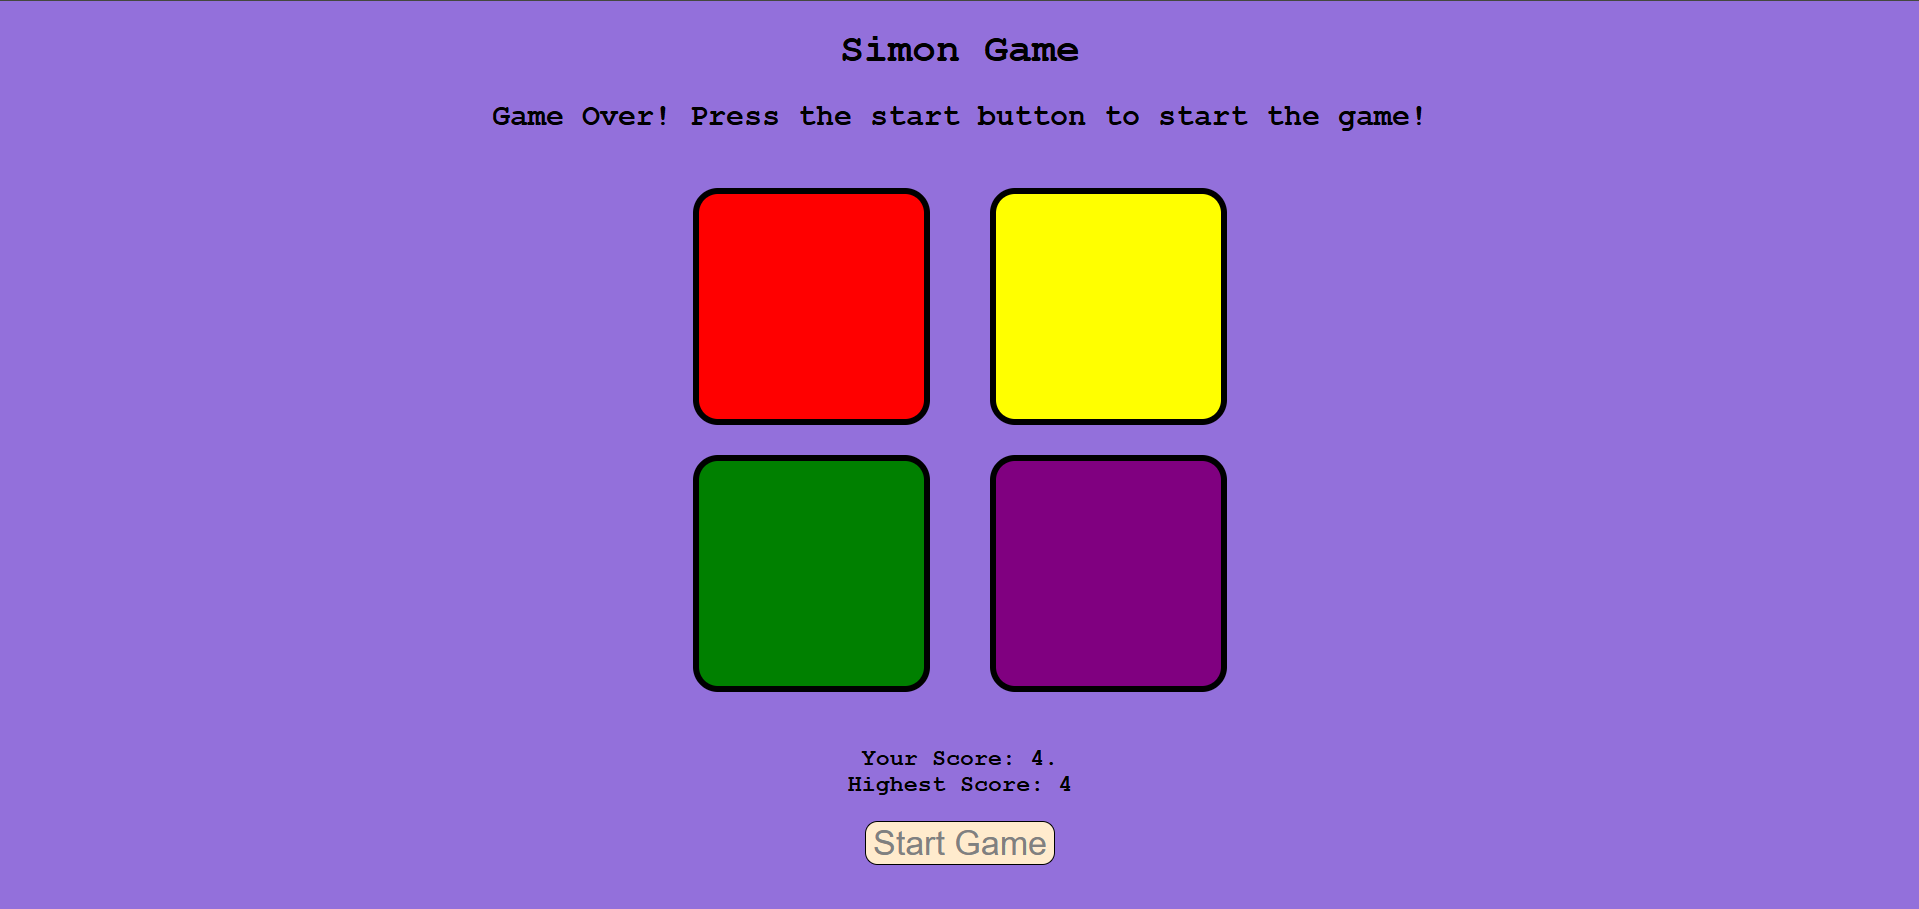 Simon Game
Game Over! Press the start button to start the game!
Your Score: 4.
Highest Score: 4
Start Game